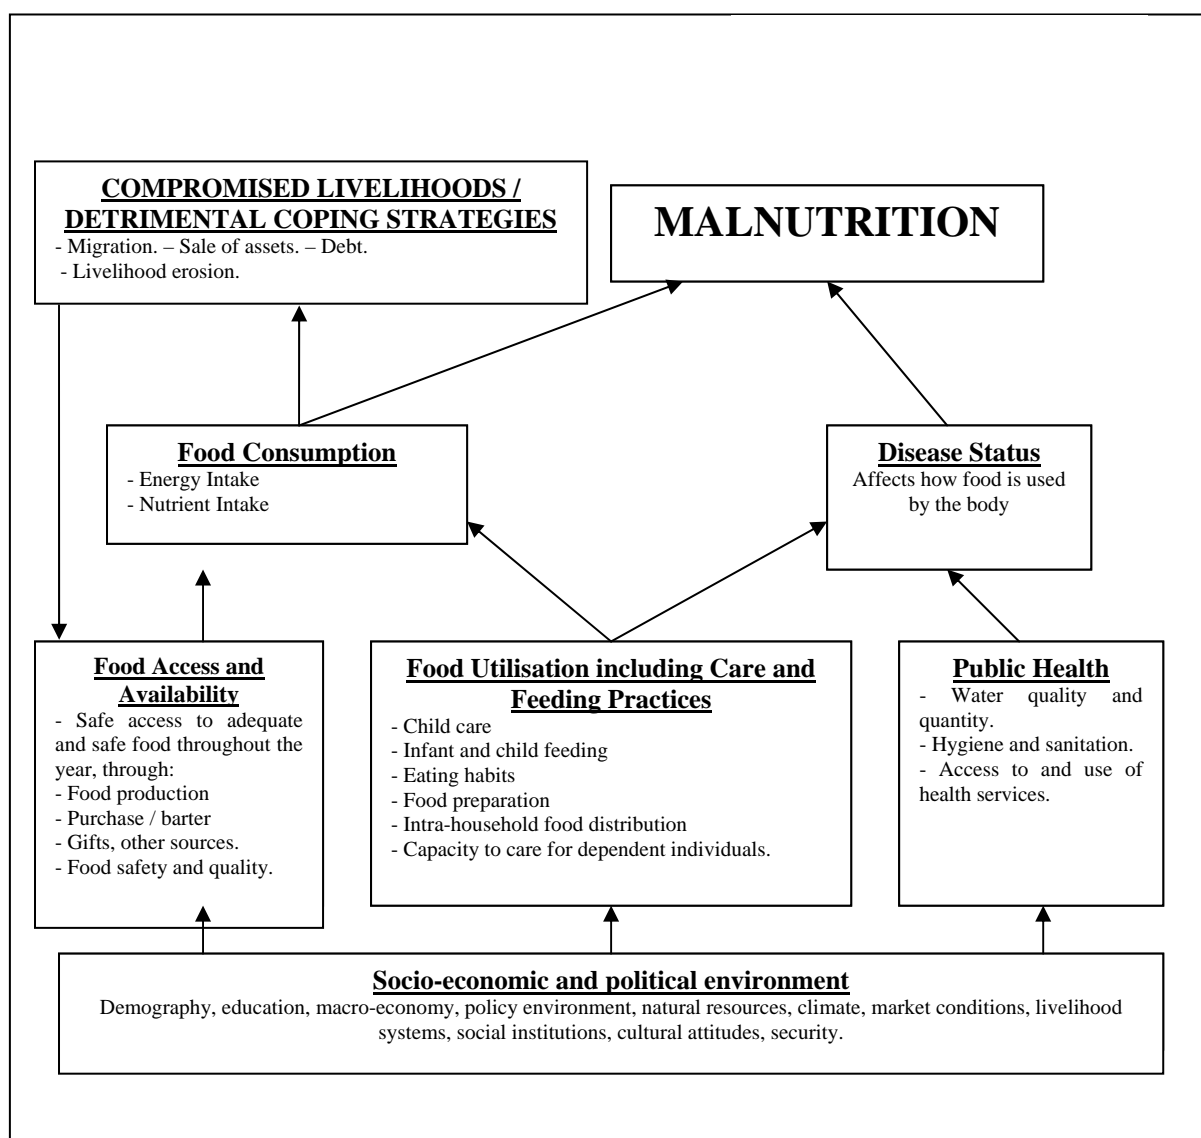 COMPROMISED LIVELIHOODS /
DETRIMENTAL COPING STRATEGIES
- Migration. – Sale of assets. – Debt.
- Livelihood erosion.
MALNUTRITION
Food Consumption
- Energy Intake
- Nutrient Intake
Disease Status
Affects how food is used
by the body
Food Access and
Availability
- Safe access to adequate
and safe food throughout the
year, through:
- Food production
- Purchase / barter
- Gifts, other sources.
- Food safety and quality.
Food Utilisation including Care and
Feeding Practices
- Child care
- Infant and child feeding
- Eating habits
- Food preparation
- Intra-household food distribution
- Capacity to care for dependent individuals.
Public Health
- Water quality and
quantity.
- Hygiene and sanitation.
- Access to and use of
health services.
Socio-economic and political environment
Demography, education, macro-economy, policy environment, natural resources, climate, market conditions, livelihood
systems, social institutions, cultural attitudes, security.